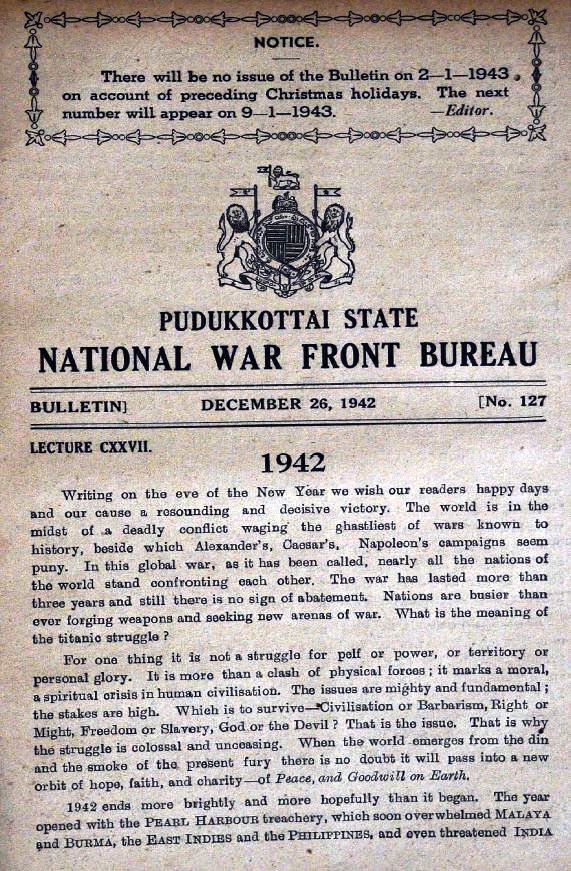 NOTICE.
There will be no issue of the Bulletin on 2—1—1943
on account of preceding Christmas holidays. The next
number will appear on 9—1—1943. —Editor.
PUDUKKOTTAI STATE
NATIONAL WAR FRONT BUREAU
BULLETIN] DECEMBER 26, 1942 [No. 127
LECTURE CXXVII.
1942
Writing on the eve of the New Year we wish our readers happy days
and our cause a resounding and decisive victory. The world is in the
midst of a deadly conflict waging the ghastliest of wars known to
history, beside which Alexander's, Caesar's, Napoleon's campaigns seem
puny. In this global war, as it has been called, nearly all the nations of
the world stand confronting each other. The war has lasted more than
three years and still there is no sign of abatement. Nations are busier than
ever forging weapons and seeking new arenas of war. What is the meaning of
the titanic struggle ?
For one thing it is not a struggle for pelf or power, or territory or
personal glory. It is more than a clash of physical forces ; it marks a moral,
a spiritual crisis in human civilisation. The issues are mighty and fundamental ;
the stakes are high. Which is to survive—Civilisation or Barbarism, Right or
Might, Freedom or Slavery, God or the Devil ? That is the issue. That is why
the struggle is colossal and unceasing. When the world emerges from the din
and the smoke of the present fury there is no doubt it will pass into a new
orbit of hope, faith, and charity—of Peace, and Goodwill on Earth.
1942 ends more brightly and more hopefully than it began. The year
opened with the PEARL HARBOUR treachery, which soon overwhelmed MALAYA
and BURMA, the EAST INDIES and the PHILIPPINES, and even threatened INDIA